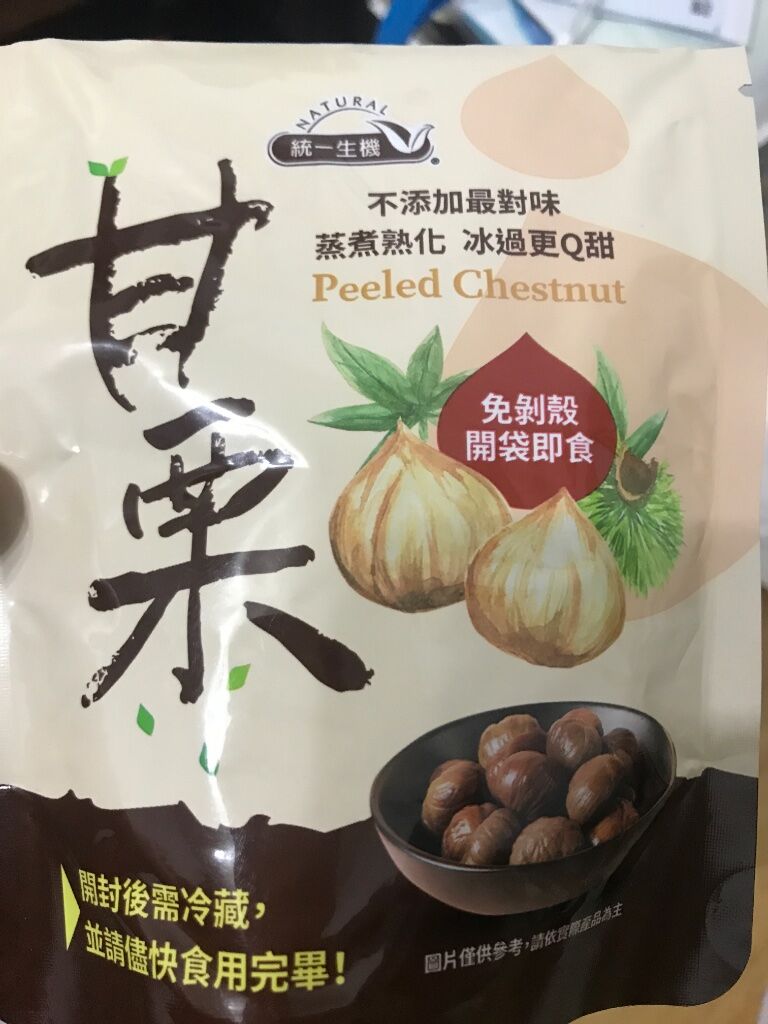 NATURAL
統一生機
甘栗
不添加最對味
蒸煮熟化 冰過更Q甜
Peeled Chestnut
免剝殼
開袋即食
開封後需冷藏,
並請儘快食用完畢!
圖片僅供參考,請依實際產品為主